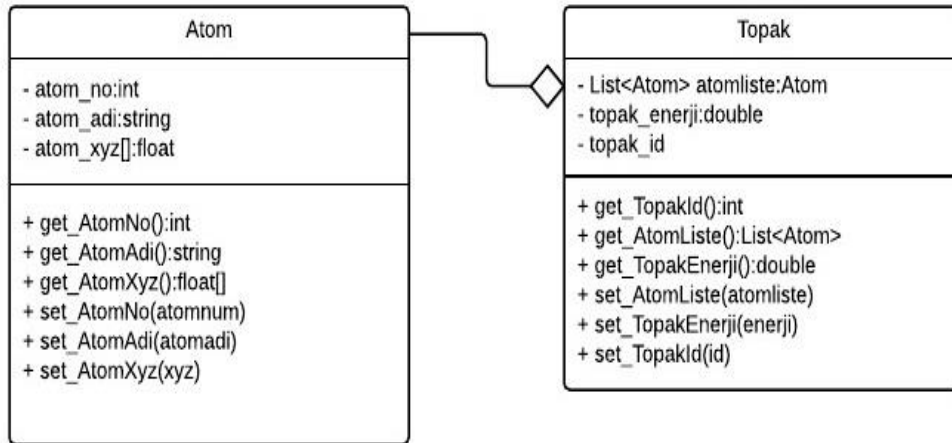 Atom
- atom_no:int
- atom_adi:string
- atom_xyz[]:float
+ get_AtomNo():int
+ get_AtomAdi():string
+ get_AtomXyz():float[]
+ set_AtomNo(atomnum)
+ set_AtomAdi(atomadi)
+ set_AtomXyz(xyz)
Topak
- List<Atom> atomliste:Atom
- topak_enerji:double
- topak_id
+ get_TopakId():int
+ get_AtomListe():List<Atom>
+ get_TopakEnerji():double
+ set_AtomListe(atomliste)
+ set_TopakEnerji(enerji)
+ set_TopakId(id)